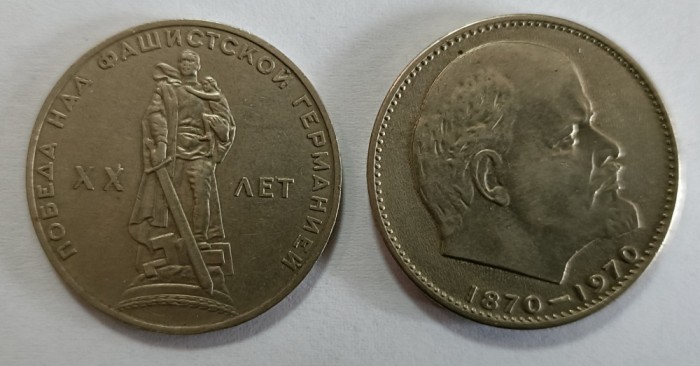 ПОБЕДА НАД ФАШИСТСКОЙ ГЕРМАНИЕЙ
XX ЛЕТ
1870-1970